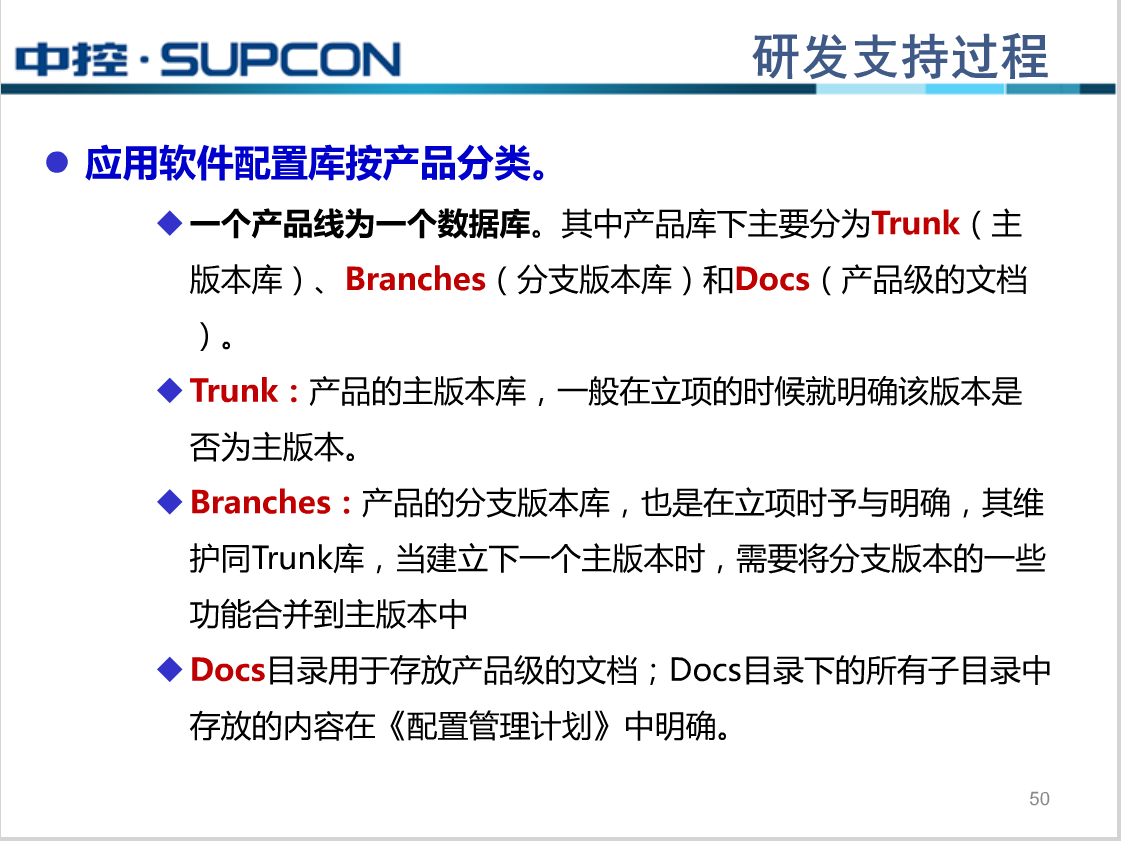 中控·SUPCON
研发支持过程
应用软件配置库按产品分类。
一个产品线为一个数据库。其中产品库下主要分为Trunk（主
版本库）、Branches（分支版本库）和Docs（产品级的文档
）。
Trunk：产品的主版本库，一般在立项的时候就明确该版本是
否为主版本。
Branches：产品的分支版本库，也是在立项时予与明确，其维
护同Trunk库，当建立下一个主版本时，需要将分支版本的一些
功能合并到主版本中
Docs目录用于存放产品级的文档；Docs目录下的所有子目录中
存放的内容在《配置管理计划》中明确。
50